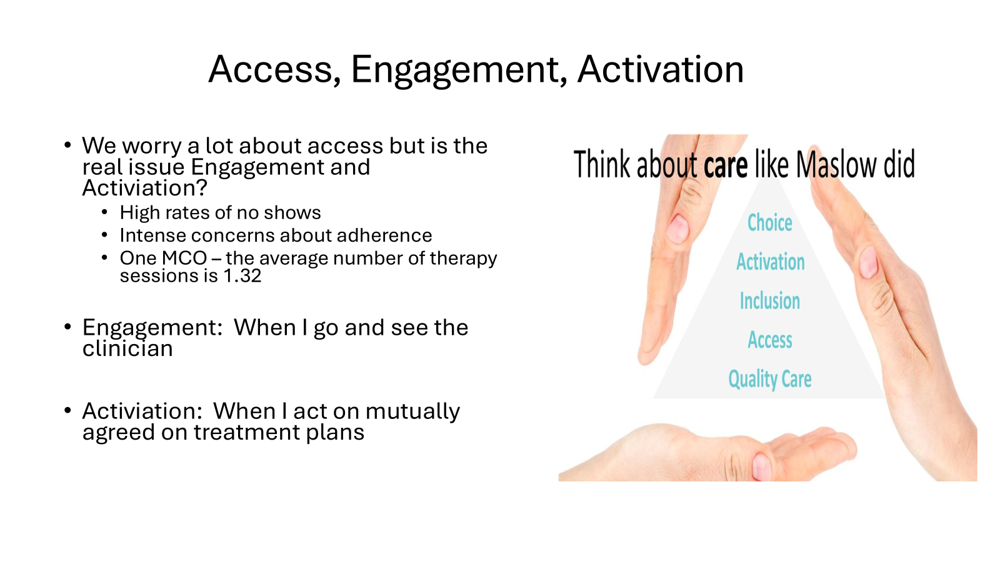 Access, Engagement, Activation
• We worry a lot about access but is the
real issue Engagement and
Activiation?
• High rates of no shows
• Intense concerns about adherence
• One MCO – the average number of therapy
sessions is 1.32
• Engagement:  When I go and see the
clinician
• Activiation:  When I act on mutually
agreed on treatment plans
Think about care like Maslow did
Choice
Activation
Inclusion
Access
Quality Care